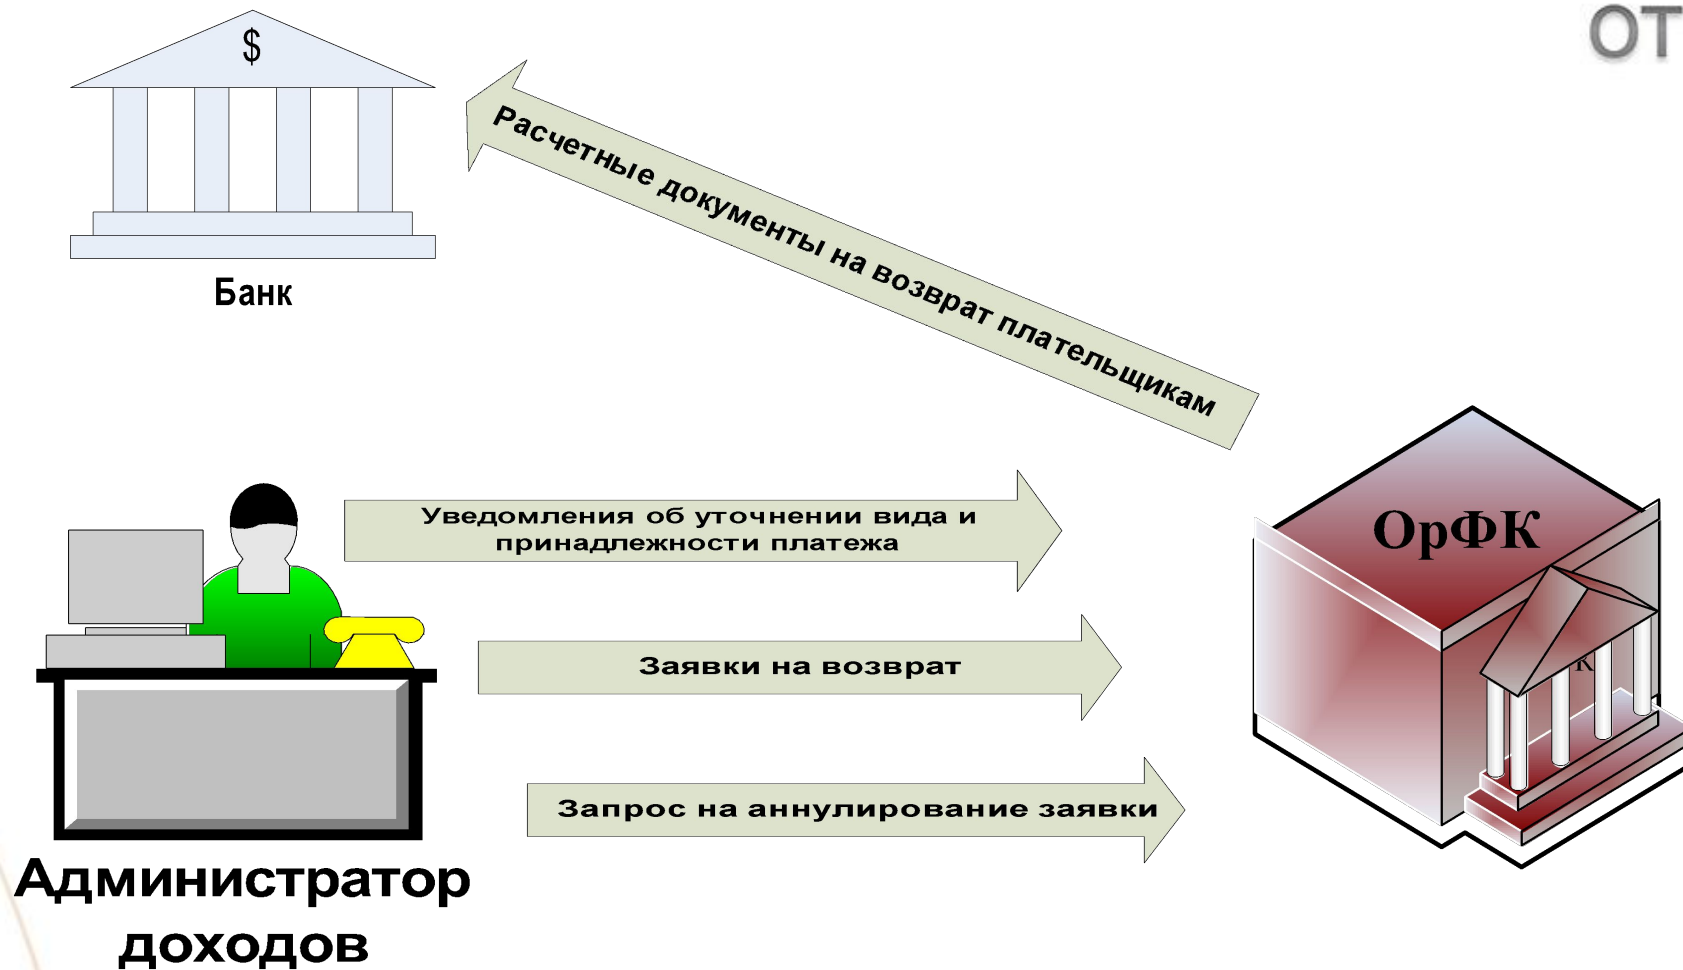 ОТ
$
Расчетные документы на возврат плательщикам
Банк
Уведомления об уточнении вида и
принадлежности платежа
ОрФК
Заявки на возврат
К
Запрос на аннулирование заявки
Администратор
доходов